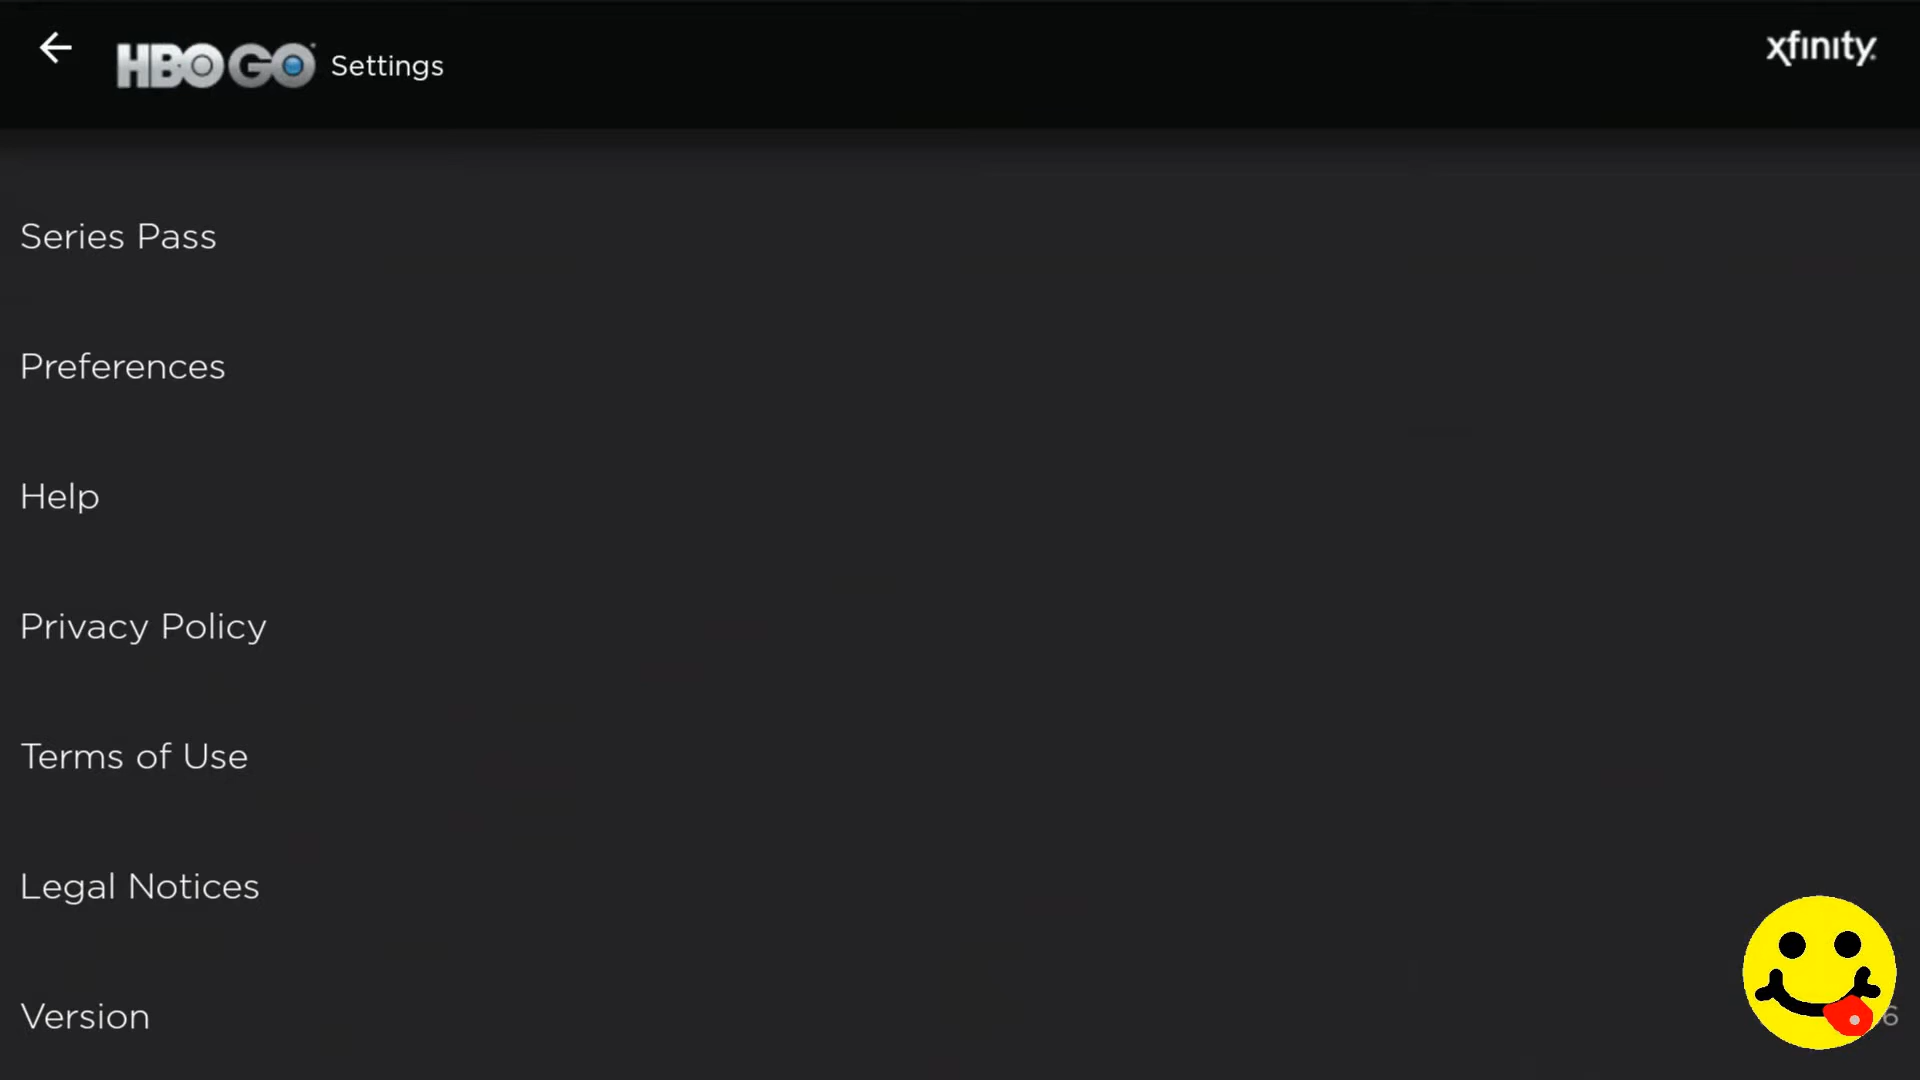 HBO GO Settings
xfinity
Series Pass
Preferences
Help
Privacy Policy
Terms of Use
Legal Notices
Version